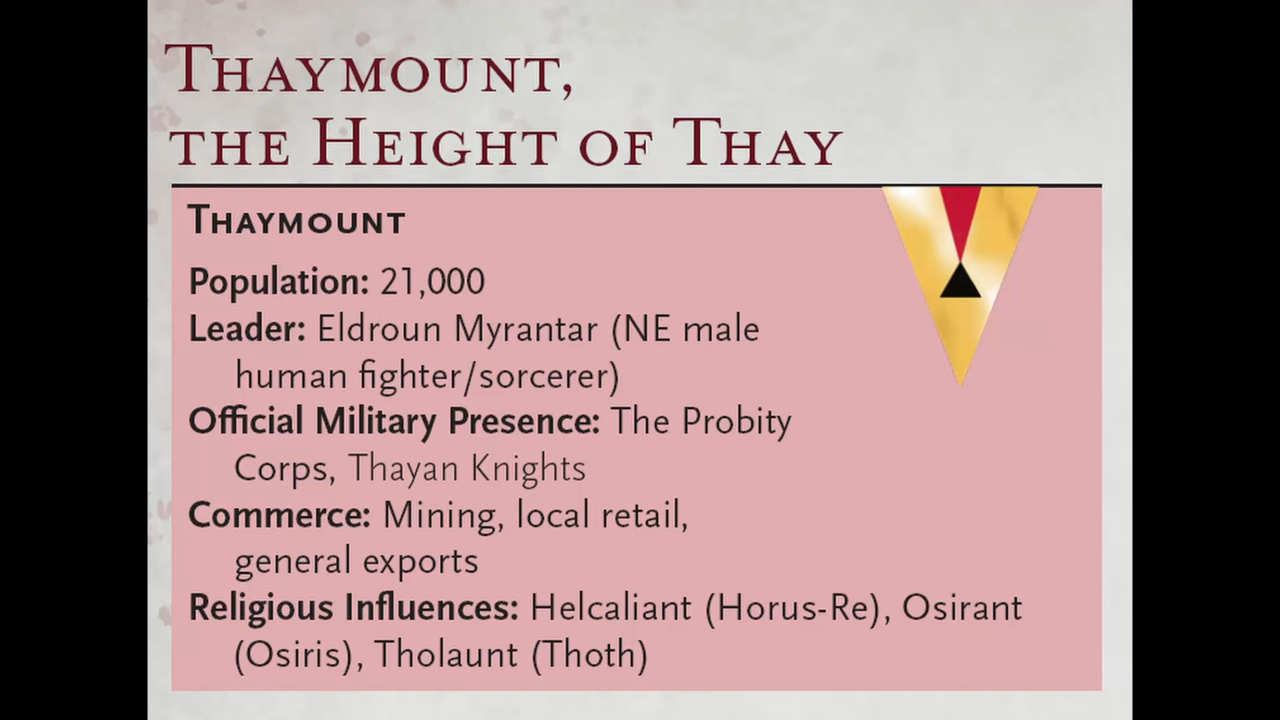 THAYMOUNT,
THE HEIGHT OF THAY
THAYMOUNT
Population: 21,000
Leader: Eldroun Myrantar (NE male
human fighter/sorcerer)
Official Military Presence: The Probity
Corps, Thayan Knights
Commerce: Mining, local retail,
general exports
Religious Influences: Helcaliant (Horus-Re), Osirant
(Osiris), Tholaunt (Thoth)